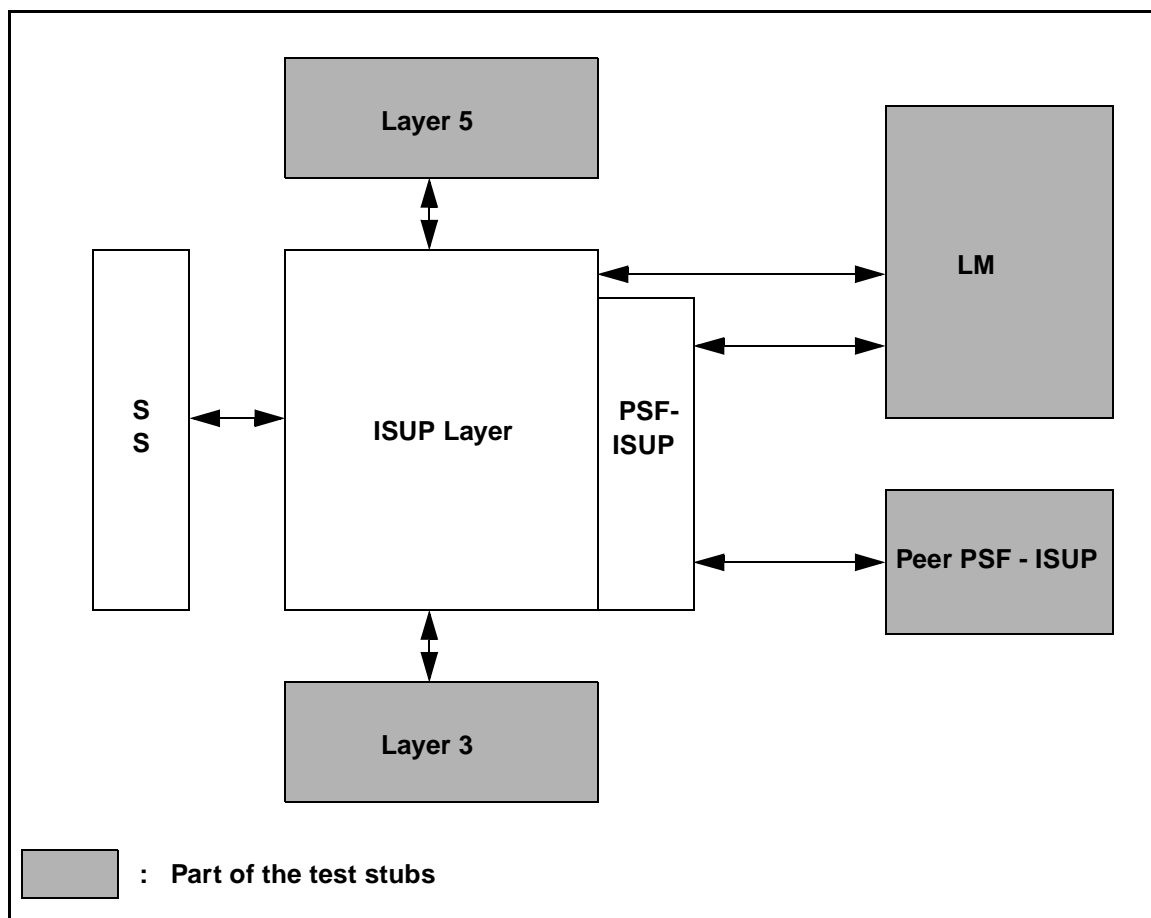 Layer 5
LM
S
S
ISUP Layer
PSF-
ISUP
Peer PSF - ISUP
Layer 3
: Part of the test stubs